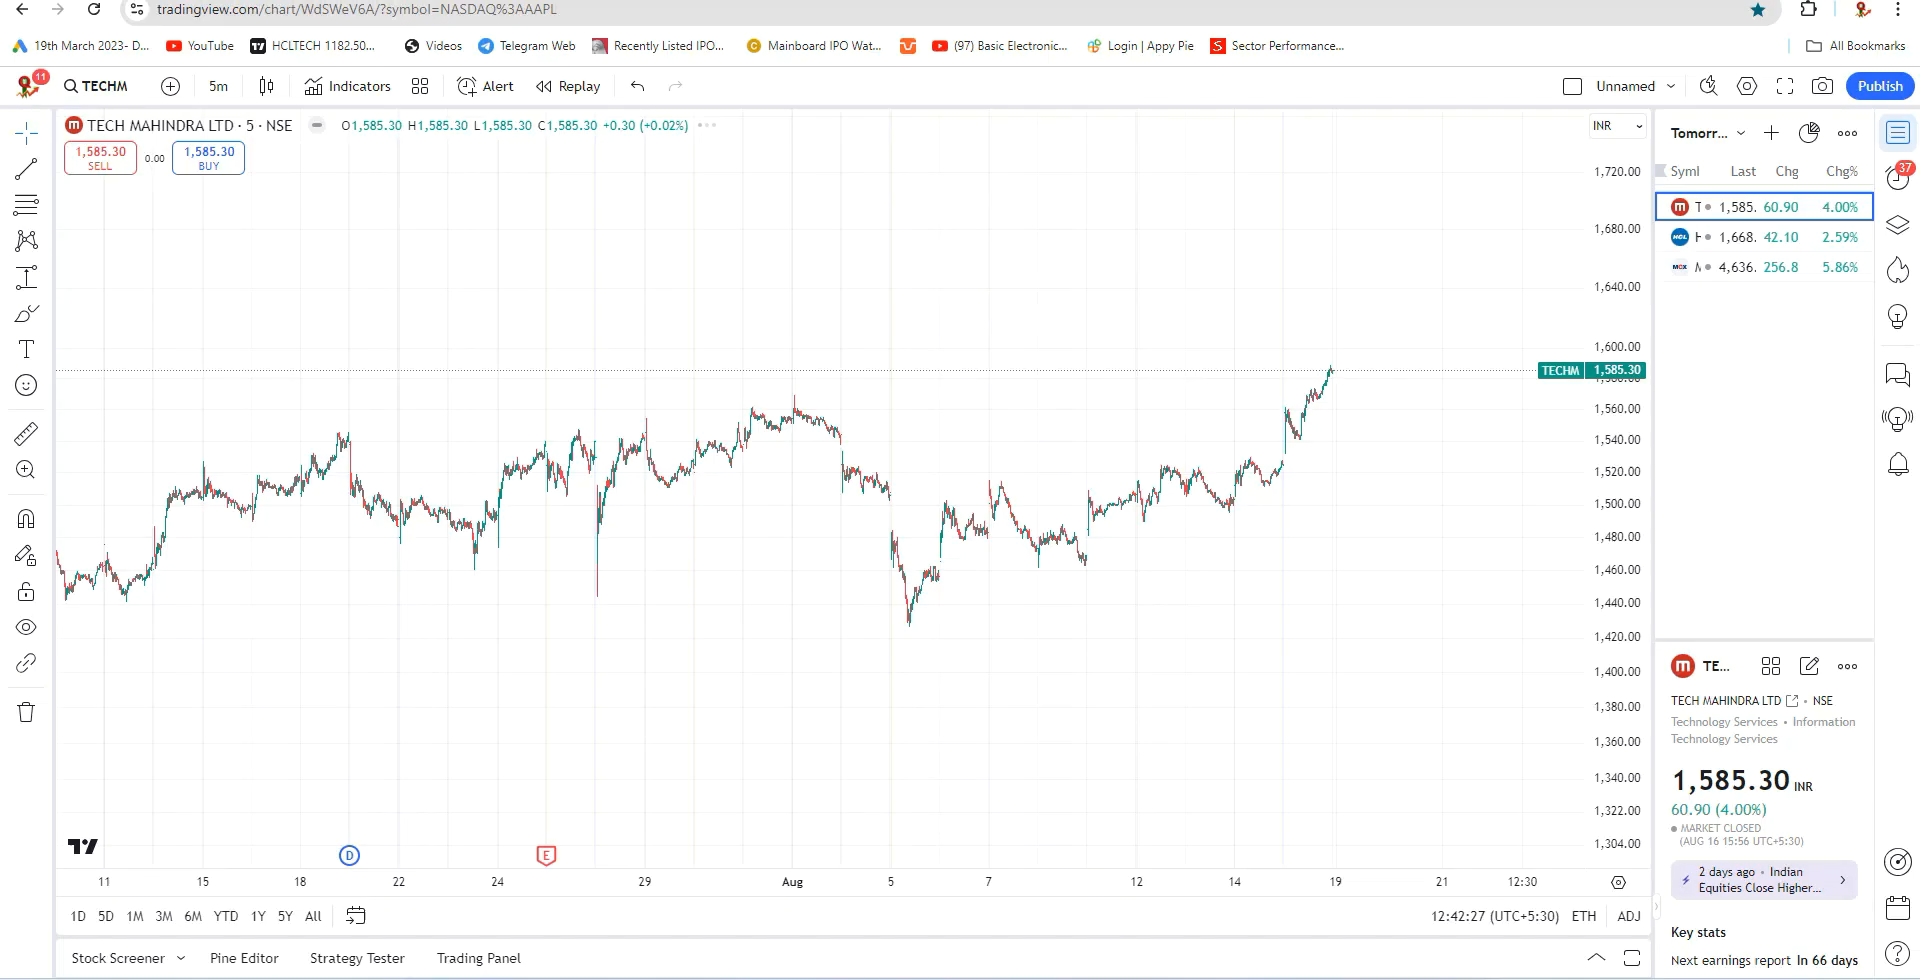 tradingview.com/chart/WdSWeV6A/?symbol=NASDAQ%3AAAPL
19th March 2023- D...
YouTube
HCLTECH 1182.50...
Videos
Telegram Web
Recently Listed IPO...
Mainboard IPO Wat...
(97) Basic Electronic...
Login | Appy Pie
Sector Performance...
All Bookmarks
11
TECHM
5m
Indicators
Alert
Replay
Unnamed
Publish
TECH MAHINDRA LTD · 5 · NSE
O1,585.30 H1,585.30 L1,585.30 C1,585.30 +0.30 (+0.02%)
1,585.30
SELL
0.00
1,585.30
BUY
INR
1,720.00
1,680.00
1,640.00
1,600.00
TECHM 1,585.30
1,560.00
1,540.00
1,520.00
1,500.00
1,480.00
1,460.00
1,440.00
1,420.00
1,400.00
1,380.00
1,360.00
1,340.00
1,322.00
1,304.00
D
E
11 15 18 22 24 29 Aug 5 7 12 14 19 21 12:30
1D 5D 1M 3M 6M YTD 1Y 5Y All
12:42:27 (UTC+5:30) ETH ADJ
Stock Screener Pine Editor Strategy Tester Trading Panel
Tomorr...
Syml Last Chg Chg%
T 1,585. 60.90 4.00%
HCL 1,668. 42.10 2.59%
MCX 4,636. 256.8 5.86%
37
TE...
TECH MAHINDRA LTD • NSE
Technology Services • Information
Technology Services
1,585.30 INR
60.90 (4.00%)
MARKET CLOSED
(AUG 16 15:56 UTC+5:30)
2 days ago • Indian
Equities Close Higher...
Key stats
Next earnings report In 66 days